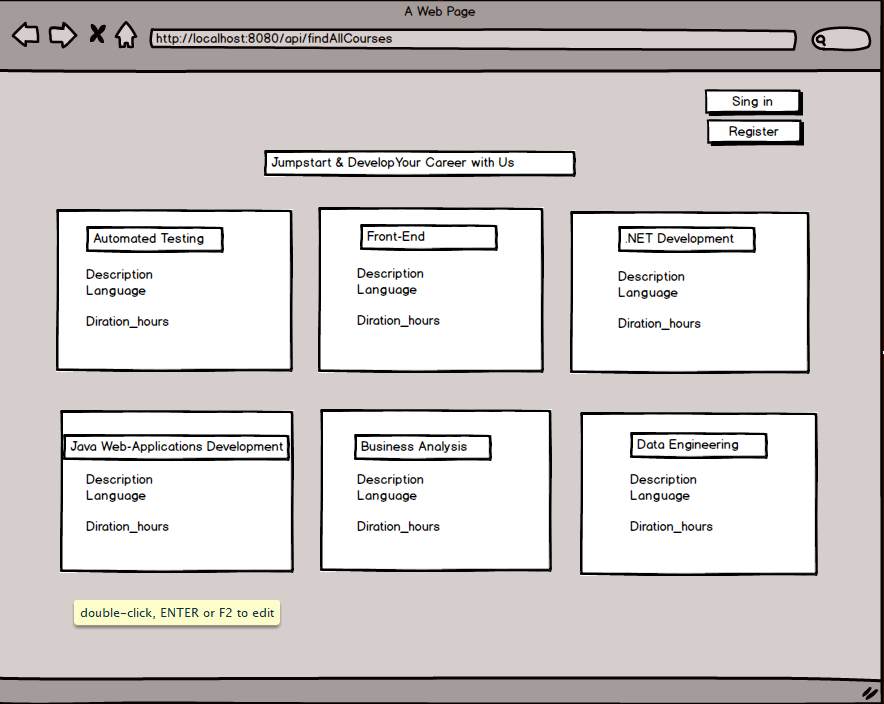 A Web Page
http://localhost:8080/api/findAllCourses
Sing in
Register
Jumpstart & DevelopYour Career with Us
Automated Testing
Description
Language
Diration_hours
Front-End
Description
Language
Diration_hours
.NET Development
Description
Language
Diration_hours
Java Web-Applications Development
Description
Language
Diration_hours
Business Analysis
Description
Language
Diration_hours
Data Engineering
Description
Language
Diration_hours
double-click, ENTER or F2 to edit